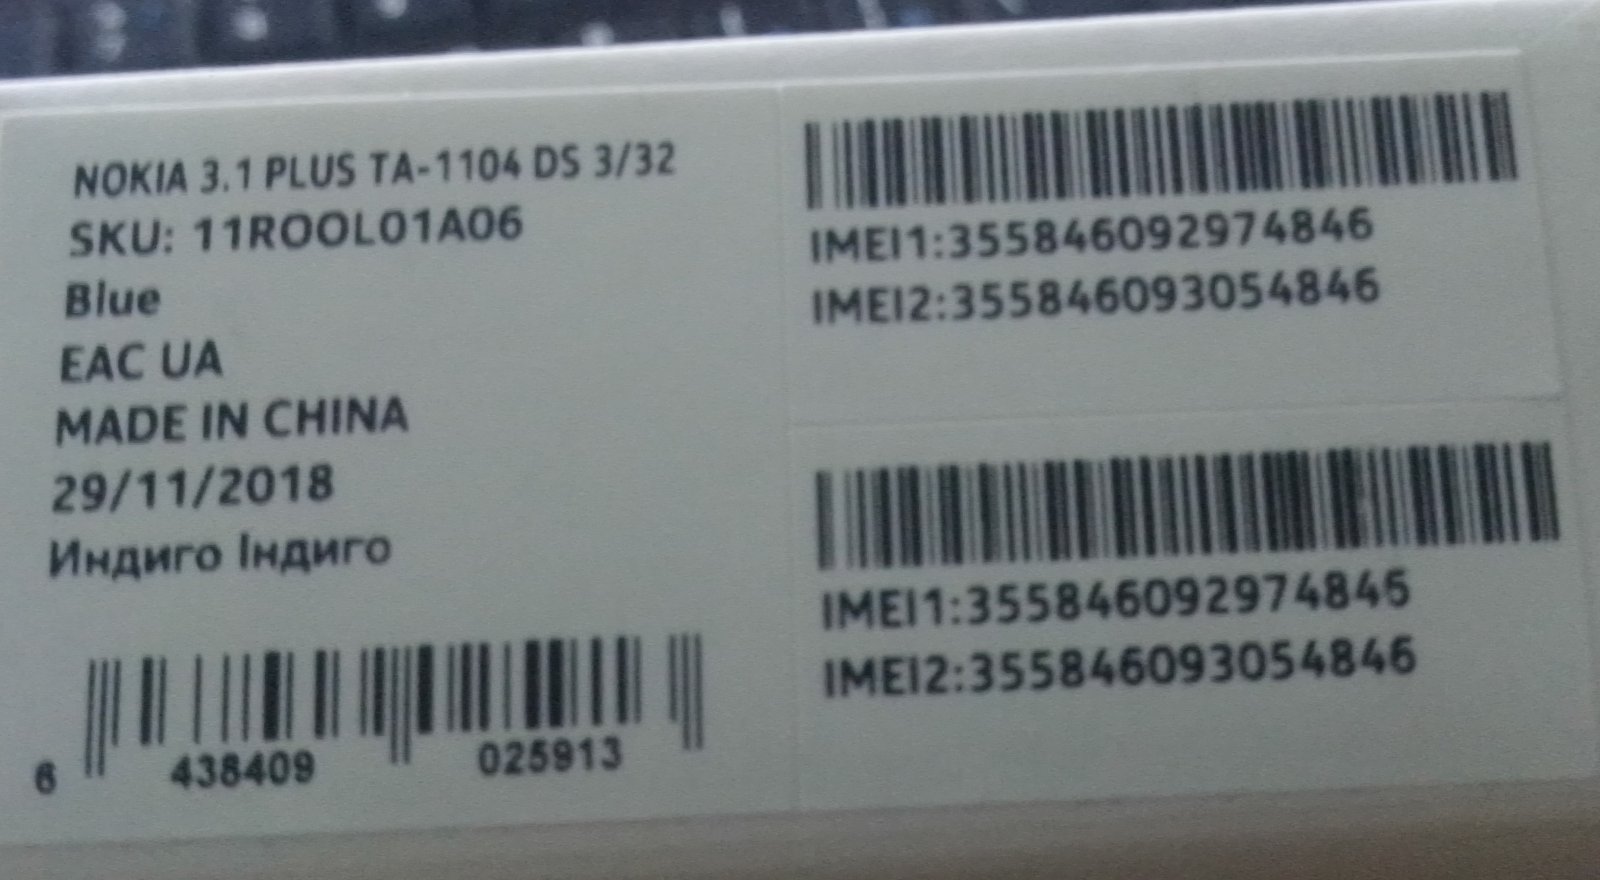 NOKIA 3.1 PLUS TA-1104 DS 3/32
SKU: 11ROOL01A06
Blue
EAC UA
MADE IN CHINA
29/11/2018
Индиго Індиго
6 438409 025913
IMEI1:355846092974846
IMEI2:355846093054846
IMEI1:355846092974846
IMEI2:355846093054846